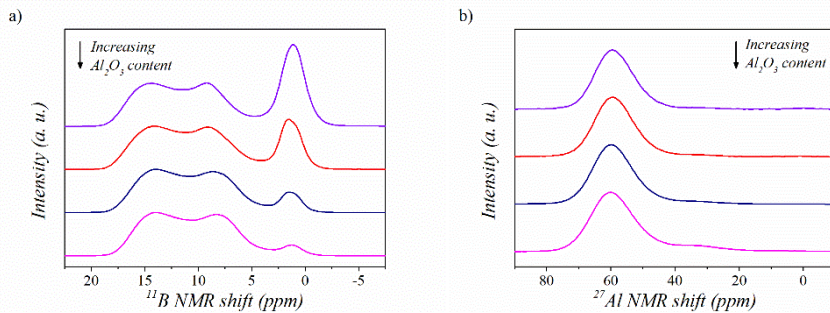 a)
Increasing
Al₂O₃ content
Intensity (a. u.)
20 15 10 5 0 -5
¹¹B NMR shift (ppm)
b)
Increasing
Al₂O₃ content
Intensity (a. u.)
80 60 40 20 0
²⁷Al NMR shift (ppm)